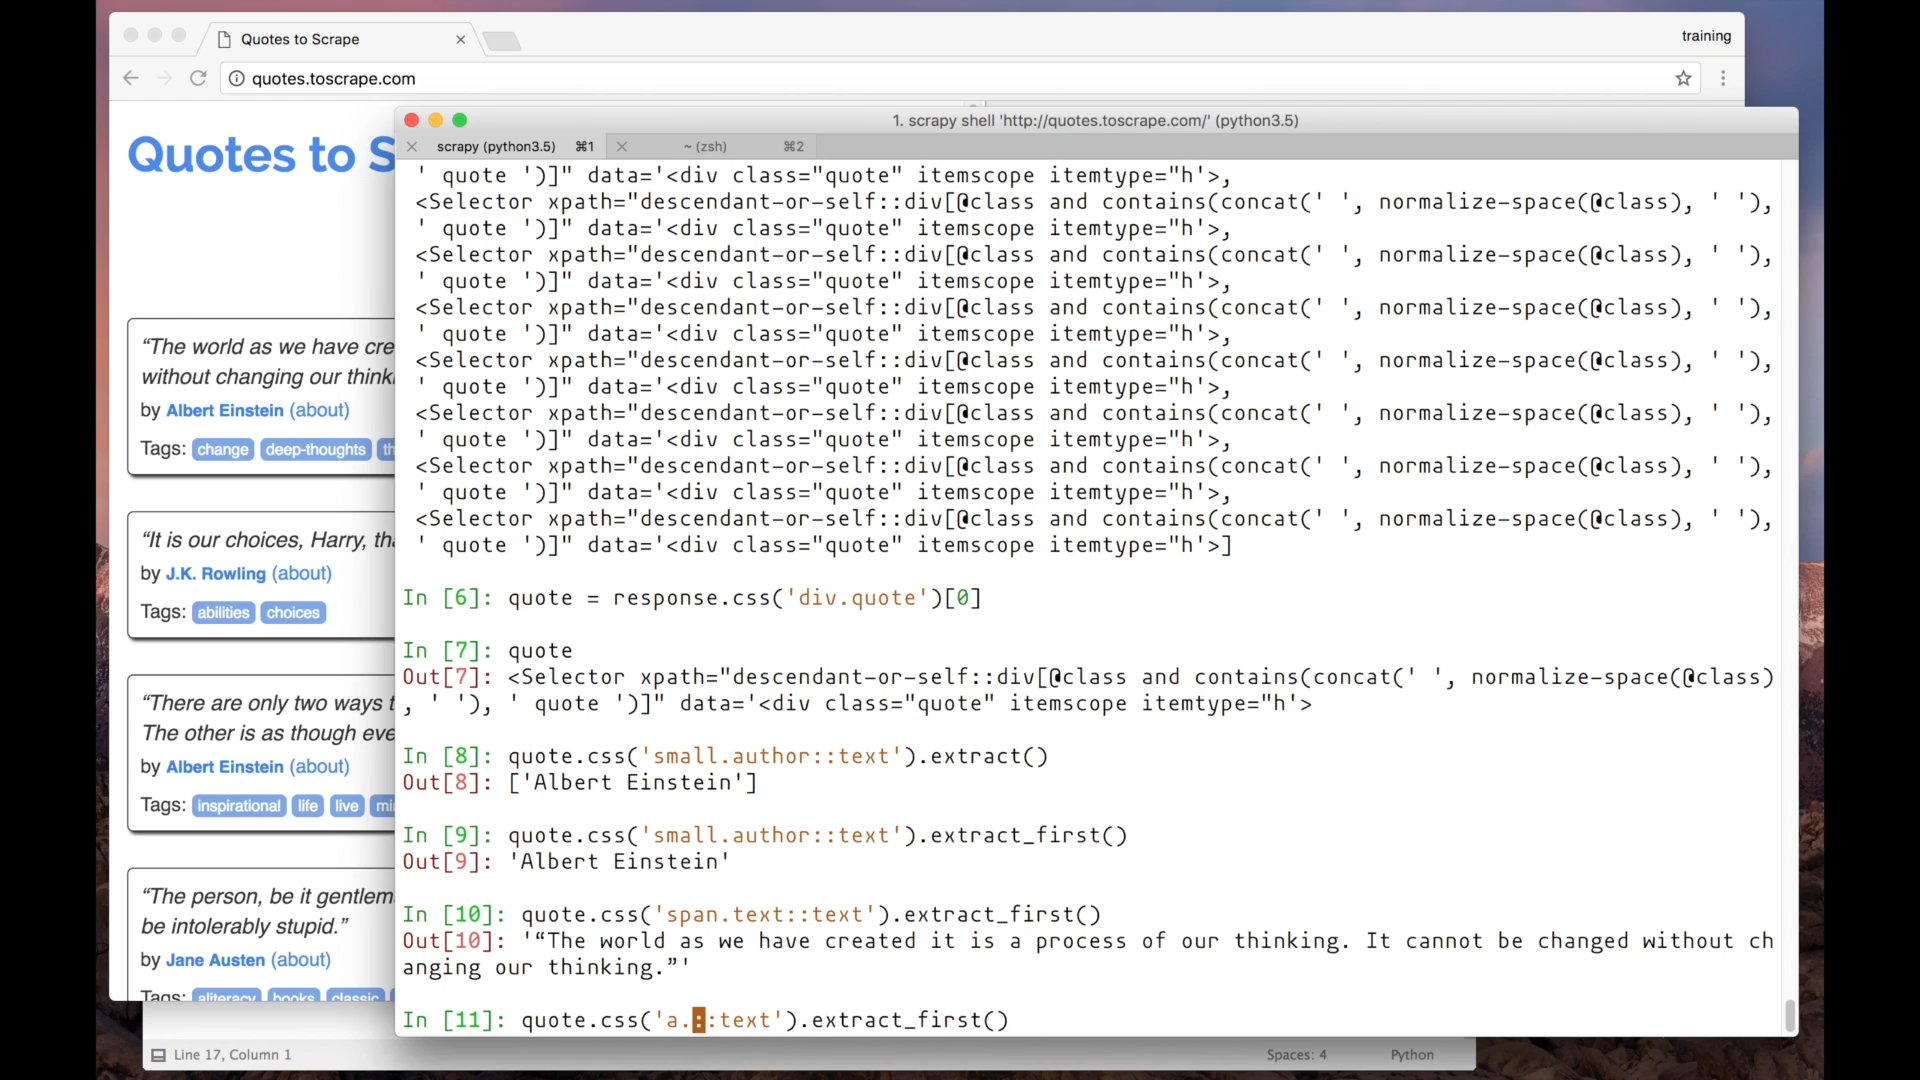 Quotes to Scrape
training
quotes.toscrape.com
Quotes to S
“The world as we have cre
without changing our thinki
by Albert Einstein (about)
Tags: change deep-thoughts th
“It is our choices, Harry, tha
by J.K. Rowling (about)
Tags: abilities choices
“There are only two ways t
The other is as though eve
by Albert Einstein (about)
Tags: inspirational life live mi
“The person, be it gentlem
be intolerably stupid.”
by Jane Austen (about)
Tags: aliteracy books classic
1. scrapy shell 'http://quotes.toscrape.com/' (python3.5)
scrapy (python3.5) ⌘1 ~ (zsh) ⌘2
' quote ')]" data='<div class="quote" itemscope itemtype="h'>,
<Selector xpath="descendant-or-self::div[@class and contains(concat(' ', normalize-space(@class), ' '),
' quote ')]" data='<div class="quote" itemscope itemtype="h'>,
<Selector xpath="descendant-or-self::div[@class and contains(concat(' ', normalize-space(@class), ' '),
' quote ')]" data='<div class="quote" itemscope itemtype="h'>,
<Selector xpath="descendant-or-self::div[@class and contains(concat(' ', normalize-space(@class), ' '),
' quote ')]" data='<div class="quote" itemscope itemtype="h'>,
<Selector xpath="descendant-or-self::div[@class and contains(concat(' ', normalize-space(@class), ' '),
' quote ')]" data='<div class="quote" itemscope itemtype="h'>,
<Selector xpath="descendant-or-self::div[@class and contains(concat(' ', normalize-space(@class), ' '),
' quote ')]" data='<div class="quote" itemscope itemtype="h'>,
<Selector xpath="descendant-or-self::div[@class and contains(concat(' ', normalize-space(@class), ' '),
' quote ')]" data='<div class="quote" itemscope itemtype="h'>,
<Selector xpath="descendant-or-self::div[@class and contains(concat(' ', normalize-space(@class), ' '),
' quote ')]" data='<div class="quote" itemscope itemtype="h'>]
In [6]: quote = response.css('div.quote')[0]
In [7]: quote
Out[7]: <Selector xpath="descendant-or-self::div[@class and contains(concat(' ', normalize-space(@class)
, ' '), ' quote ')]" data='<div class="quote" itemscope itemtype="h'>
In [8]: quote.css('small.author::text').extract()
Out[8]: ['Albert Einstein']
In [9]: quote.css('small.author::text').extract_first()
Out[9]: 'Albert Einstein'
In [10]: quote.css('span.text::text').extract_first()
Out[10]: '“The world as we have created it is a process of our thinking. It cannot be changed without ch
anging our thinking.”'
In [11]: quote.css('a.::text').extract_first()
Line 17, Column 1
Spaces: 4
Python